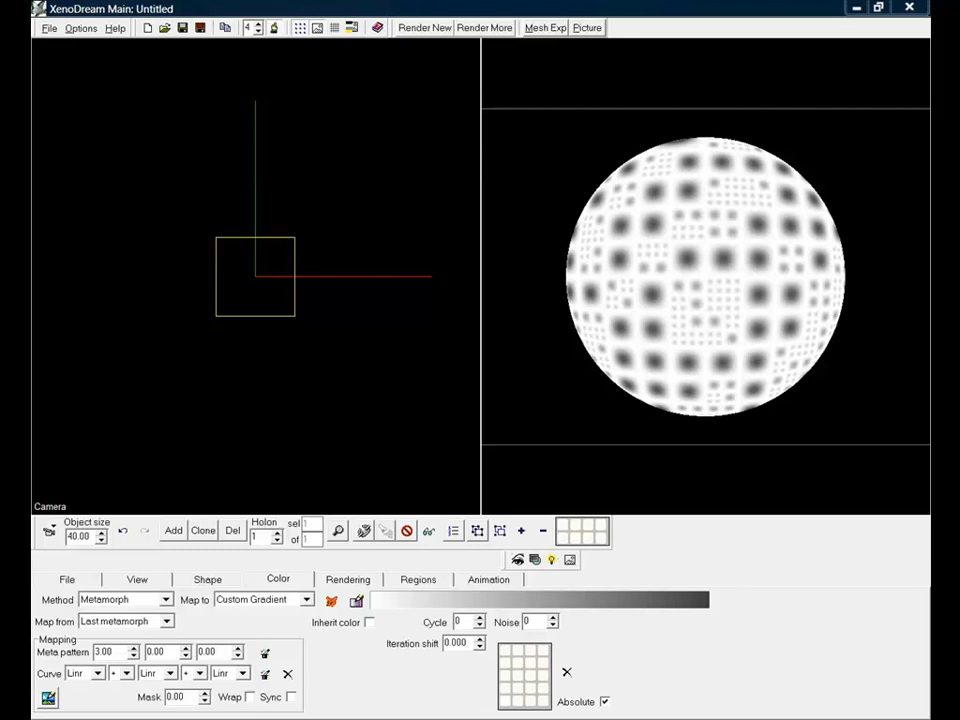 XenoDream Main: Untitled
File Options Help 4 Render New Render More Mesh Exp Picture
Camera
Object size
40.00
Add Clone Del
Holon
1
sel 1
of 1
File View Shape Color Rendering Regions Animation
Method Metamorph Map to Custom Gradient
Map from Last metamorph Inherit color Cycle 0 Noise 0
Mapping
Meta pattern 3.00 0.00 0.00 Iteration shift 0.000
Curve Linr + Linr + Linr
Mask 0.00 Wrap Sync Absolute